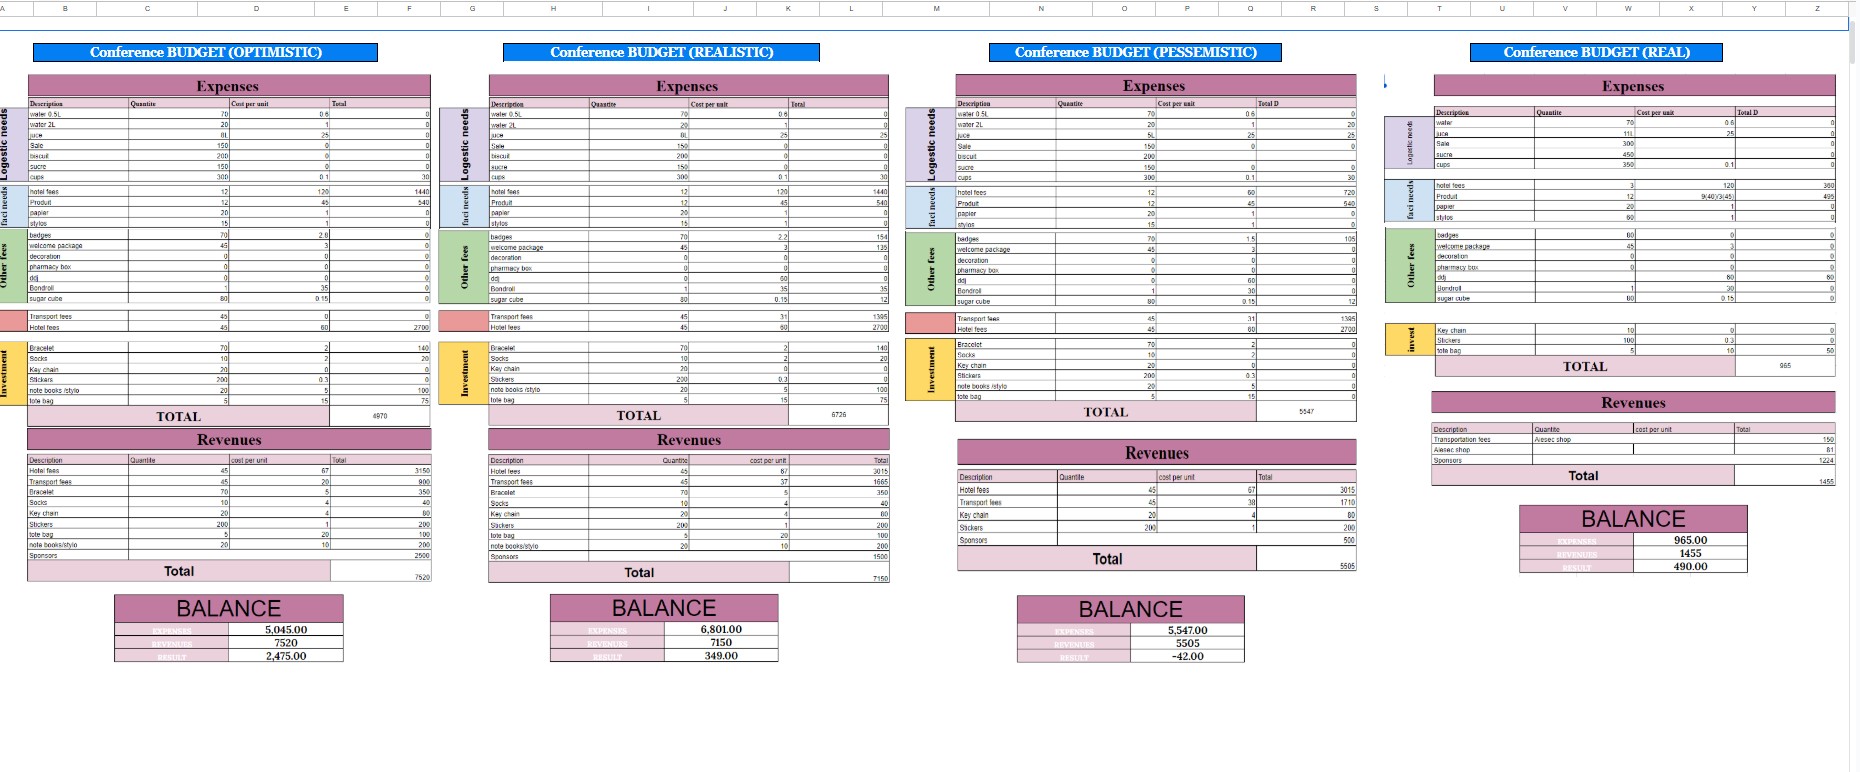 A B C D E F G H I J K L M N O P Q R S T U V W X Y Z
Conference BUDGET (OPTIMISTIC)
Expenses
Description Quantite Cost per unit Total
Logestic needs
water 0.5L 70 0.6 0
water 2L 20 1 0
juce 8L 25 0
Sale 150 0 0
biscuit 200 0 0
sucre 150 0 0
cups 300 0.1 30
faci needs
hotel fees 12 120 1440
Produit 12 45 540
papier 20 1 0
stylos 15 1 0
Other fees
badges 70 2.8 0
welcome package 45 3 0
decoration 0 0 0
pharmacy box 0 0 0
ddj 0 0 0
Bondroll 1 35 0
sugar cube 80 0.15 0
Transport fees 45 0 0
Hotel fees 45 60 2700
Investment
Bracelet 70 2 140
Socks 10 2 20
Key chain 20 0 0
Stickers 200 0.3 0
note books /stylo 20 5 100
tote bag 5 15 75
TOTAL 4970
Revenues
Description Quantite cost per unit Total
Hotel fees 45 67 3150
Transport fees 45 20 900
Bracelet 70 5 350
Socks 10 4 40
Key chain 20 4 80
Stickers 200 1 200
tote bag 5 20 100
note books/stylo 20 10 200
Sponsors 2500
Total 7520
BALANCE
EXPENSES 5,045.00
REVENUES 7520
RESULT 2,475.00
Conference BUDGET (REALISTIC)
Expenses
Description Quantite Cost per unit Total
Logestic needs
water 0.5L 70 0.6 0
water 2L 20 1 0
juce 8L 25 25
Sale 150 0 0
biscuit 200 0 0
sucre 150 0 0
cups 300 0.1 30
faci needs
hotel fees 12 120 1440
Produit 12 45 540
papier 20 1 0
stylos 15 1 0
Other fees
badges 70 2.2 154
welcome package 45 3 135
decoration 0 0 0
pharmacy box 0 0 0
ddj 0 60 0
Bondroll 1 35 35
sugar cube 80 0.15 12
Transport fees 45 31 1395
Hotel fees 45 60 2700
Investment
Bracelet 70 2 140
Socks 10 2 20
Key chain 20 0 0
Stickers 200 0.3 0
note books /stylo 20 5 100
tote bag 5 15 75
TOTAL 6726
Revenues
Description Quantite cost per unit Total
Hotel fees 45 67 3015
Transport fees 45 37 1665
Bracelet 70 5 350
Socks 10 4 40
Key chain 20 4 80
Stickers 200 1 200
tote bag 5 20 100
note books/stylo 20 10 200
Sponsors 1500
Total 7150
BALANCE
EXPENSES 6,801.00
REVENUES 7150
RESULT 349.00
Conference BUDGET (PESSEMISTIC)
Expenses
Description Quantite Cost per unit Total D
Logestic needs
water 0.5L 70 0.6 0
water 2L 20 1 20
juce 5L 25 25
Sale 150 0 0
biscuit 200
sucre 150 0 0
cups 300 0.1 30
faci needs
hotel fees 12 60 720
Produit 12 45 540
papier 20 1 0
stylos 15 1 0
Other fees
badges 70 1.5 105
welcome package 45 3 0
decoration 0 0 0
pharmacy box 0 0 0
ddj 0 60 0
Bondroll 1 30 0
sugar cube 80 0.15 12
Transport fees 45 31 1395
Hotel fees 45 60 2700
Investment
Bracelet 70 2 0
Socks 10 2 0
Key chain 20 0 0
Stickers 200 0.3 0
note books /stylo 20 5 0
tote bag 5 15 0
TOTAL 5547
Revenues
Description Quantite cost per unit Total
Hotel fees 45 67 3015
Transport fees 45 38 1710
Key chain 20 4 80
Stickers 200 1 200
Sponsors 500
Total 5505
BALANCE
EXPENSES 5,547.00
REVENUES 5505
RESULT -42.00
Conference BUDGET (REAL)
Expenses
Description Quantite Cost per unit Total D
Logestic needs
water 70 0.6 0
juce 11L 25 0
Sale 300 0
sucre 450 0
cups 350 0.1 0
faci needs
hotel fees 3 120 360
Produit 12 9(40)/3(45) 495
papier 20 1 0
stylos 60 1 0
Other fees
badges 80 0 0
welcome package 45 3 0
decoration 0 0 0
pharmacy box 0 0 0
ddj 60 60
Bondroll 1 30 0
sugar cube 80 0.15 0
invest
Key chain 10 0 0
Stickers 100 0.3 0
tote bag 5 10 50
TOTAL 965
Revenues
Description Quantite cost per unit Total
Transportation fees Aiesec shop 150
Aiesec shop 81
Sponsors 1224
Total 1455
BALANCE
EXPENSES 965.00
REVENUES 1455
RESULT 490.00